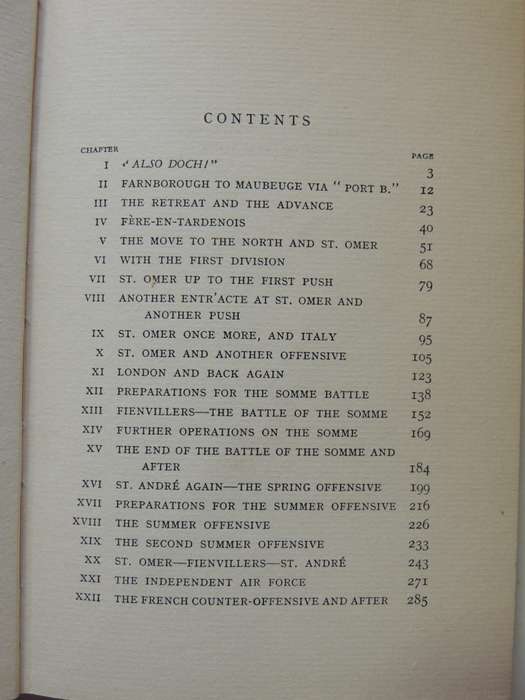 CONTENTS
CHAPTER PAGE
I "ALSO DOCH!" 3
II FARNBOROUGH TO MAUBEUGE VIA "PORT B." 12
III THE RETREAT AND THE ADVANCE 23
IV FÈRE-EN-TARDENOIS 40
V THE MOVE TO THE NORTH AND ST. OMER 51
VI WITH THE FIRST DIVISION 68
VII ST. OMER UP TO THE FIRST PUSH 79
VIII ANOTHER ENTR'ACTE AT ST. OMER AND
ANOTHER PUSH 87
IX ST. OMER ONCE MORE, AND ITALY 95
X ST. OMER AND ANOTHER OFFENSIVE 105
XI LONDON AND BACK AGAIN 123
XII PREPARATIONS FOR THE SOMME BATTLE 138
XIII FIENVILLERS—THE BATTLE OF THE SOMME 152
XIV FURTHER OPERATIONS ON THE SOMME 169
XV THE END OF THE BATTLE OF THE SOMME AND
AFTER 184
XVI ST. ANDRÉ AGAIN—THE SPRING OFFENSIVE 199
XVII PREPARATIONS FOR THE SUMMER OFFENSIVE 216
XVIII THE SUMMER OFFENSIVE 226
XIX THE SECOND SUMMER OFFENSIVE 233
XX ST. OMER—FIENVILLERS—ST. ANDRÉ 243
XXI THE INDEPENDENT AIR FORCE 271
XXII THE FRENCH COUNTER-OFFENSIVE AND AFTER 285